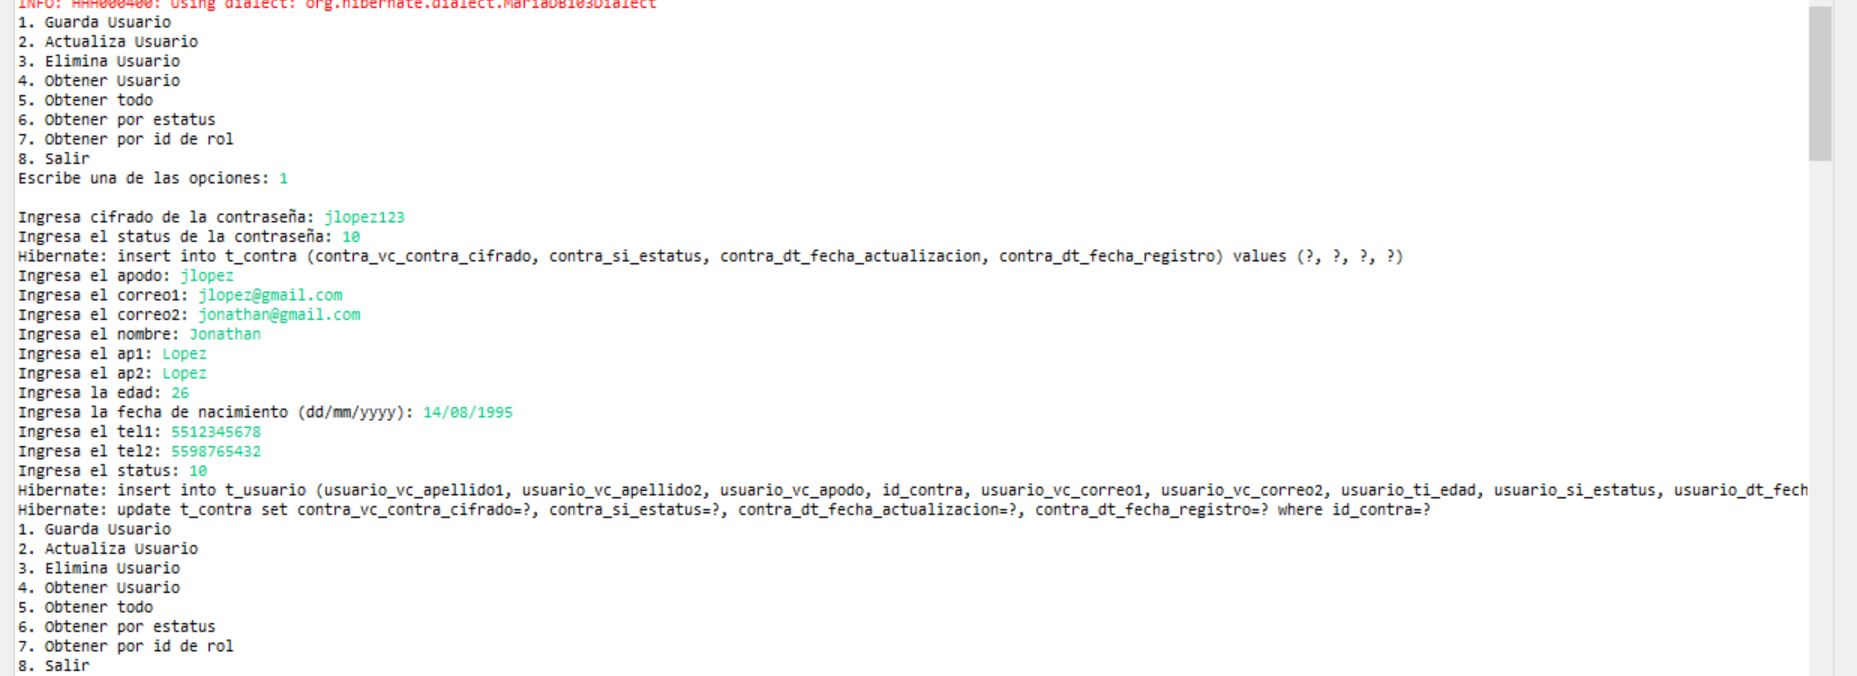 INFO: HHH000400: Using dialect: org.hibernate.dialect.MariaDB103Dialect
1. Guarda Usuario
2. Actualiza Usuario
3. Elimina Usuario
4. Obtener Usuario
5. Obtener todo
6. Obtener por estatus
7. Obtener por id de rol
8. Salir
Escribe una de las opciones: 1
Ingresa cifrado de la contraseña: jlopez123
Ingresa el status de la contraseña: 10
Hibernate: insert into t_contra (contra_vc_contra_cifrado, contra_si_estatus, contra_dt_fecha_actualizacion, contra_dt_fecha_registro) values (?, ?, ?, ?)
Ingresa el apodo: jlopez
Ingresa el correo1: jlopez@gmail.com
Ingresa el correo2: jonathan@gmail.com
Ingresa el nombre: Jonathan
Ingresa el ap1: Lopez
Ingresa el ap2: Lopez
Ingresa la edad: 26
Ingresa la fecha de nacimiento (dd/mm/yyyy): 14/08/1995
Ingresa el tel1: 5512345678
Ingresa el tel2: 5598765432
Ingresa el status: 10
Hibernate: insert into t_usuario (usuario_vc_apellido1, usuario_vc_apellido2, usuario_vc_apodo, id_contra, usuario_vc_correo1, usuario_vc_correo2, usuario_ti_edad, usuario_si_estatus, usuario_dt_fech
Hibernate: update t_contra set contra_vc_contra_cifrado=?, contra_si_estatus=?, contra_dt_fecha_actualizacion=?, contra_dt_fecha_registro=? where id_contra=?
1. Guarda Usuario
2. Actualiza Usuario
3. Elimina Usuario
4. Obtener Usuario
5. Obtener todo
6. Obtener por estatus
7. Obtener por id de rol
8. Salir